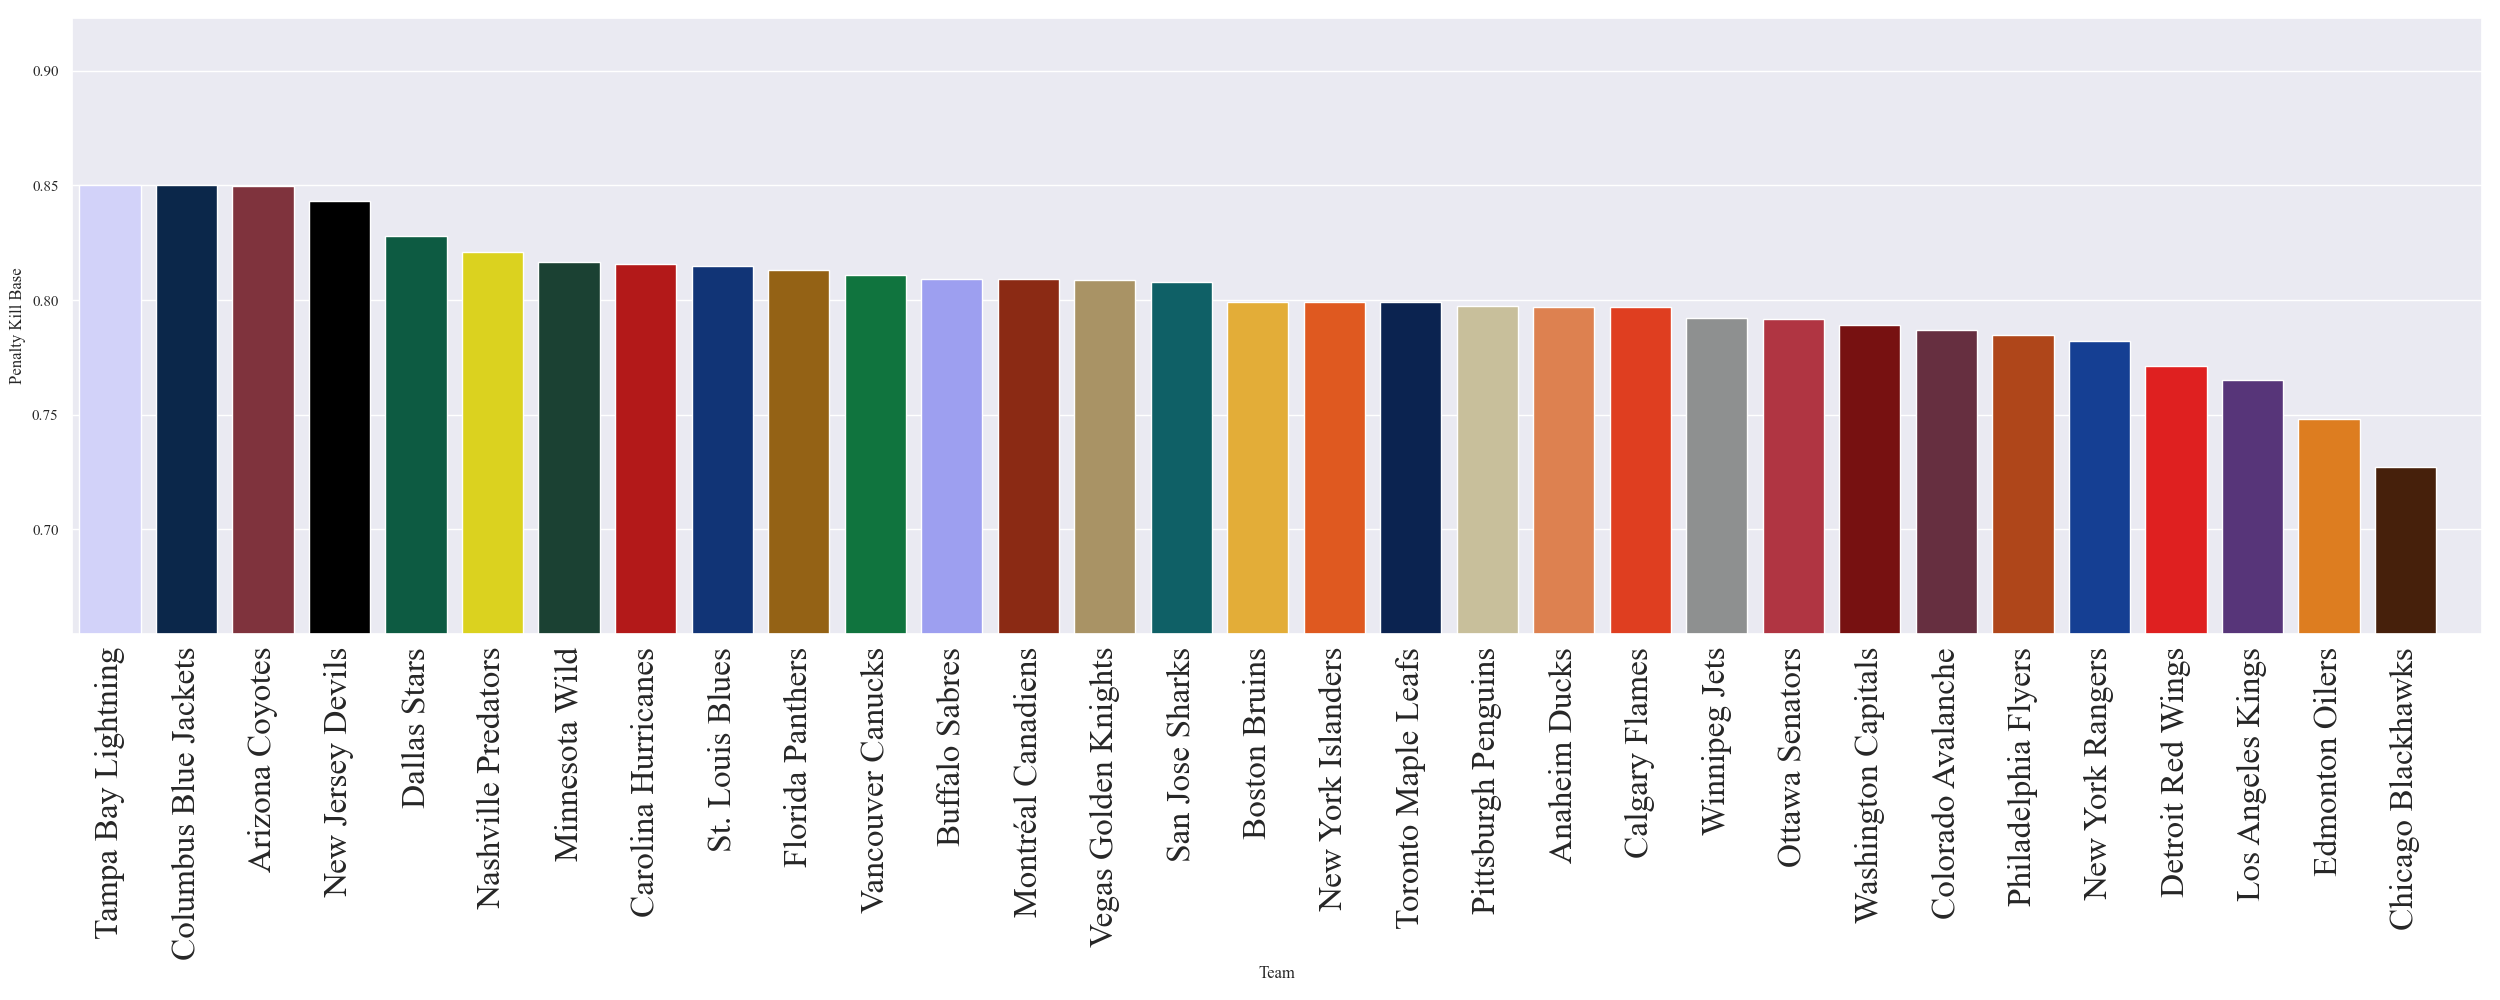 0.90
0.85
0.80
0.75
0.70
Penalty Kill Base
Tampa Bay Lightning
Columbus Blue Jackets
Arizona Coyotes
New Jersey Devils
Dallas Stars
Nashville Predators
Minnesota Wild
Carolina Hurricanes
St. Louis Blues
Florida Panthers
Vancouver Canucks
Buffalo Sabres
Montréal Canadiens
Vegas Golden Knights
San Jose Sharks
Boston Bruins
New York Islanders
Toronto Maple Leafs
Pittsburgh Penguins
Anaheim Ducks
Calgary Flames
Winnipeg Jets
Ottawa Senators
Washington Capitals
Colorado Avalanche
Philadelphia Flyers
New York Rangers
Detroit Red Wings
Los Angeles Kings
Edmonton Oilers
Chicago Blackhawks
Team